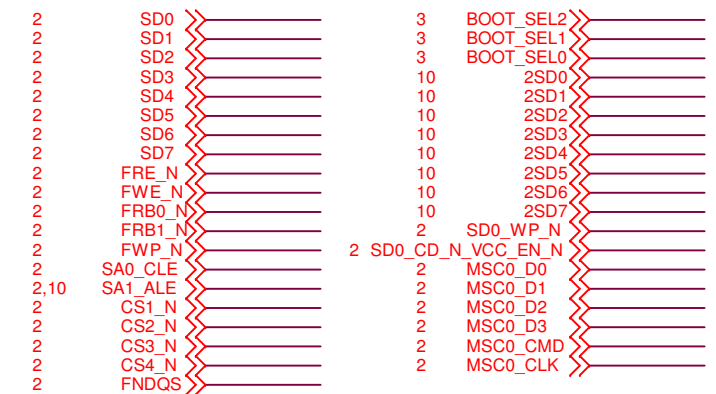 2 SD0
2 SD1
2 SD2
2 SD3
2 SD4
2 SD5
2 SD6
2 SD7
2 FRE_N
2 FWE_N
2 FRB0_N
2 FRB1_N
2 FWP_N
2 SA0_CLE
2,10 SA1_ALE
2 CS1_N
2 CS2_N
2 CS3_N
2 CS4_N
2 FNDQS
3 BOOT_SEL2
3 BOOT_SEL1
3 BOOT_SEL0
10 2SD0
10 2SD1
10 2SD2
10 2SD3
10 2SD4
10 2SD5
10 2SD6
10 2SD7
2 SD0_WP_N
2 SD0_CD_N_VCC_EN_N
2 MSC0_D0
2 MSC0_D1
2 MSC0_D2
2 MSC0_D3
2 MSC0_CMD
2 MSC0_CLK